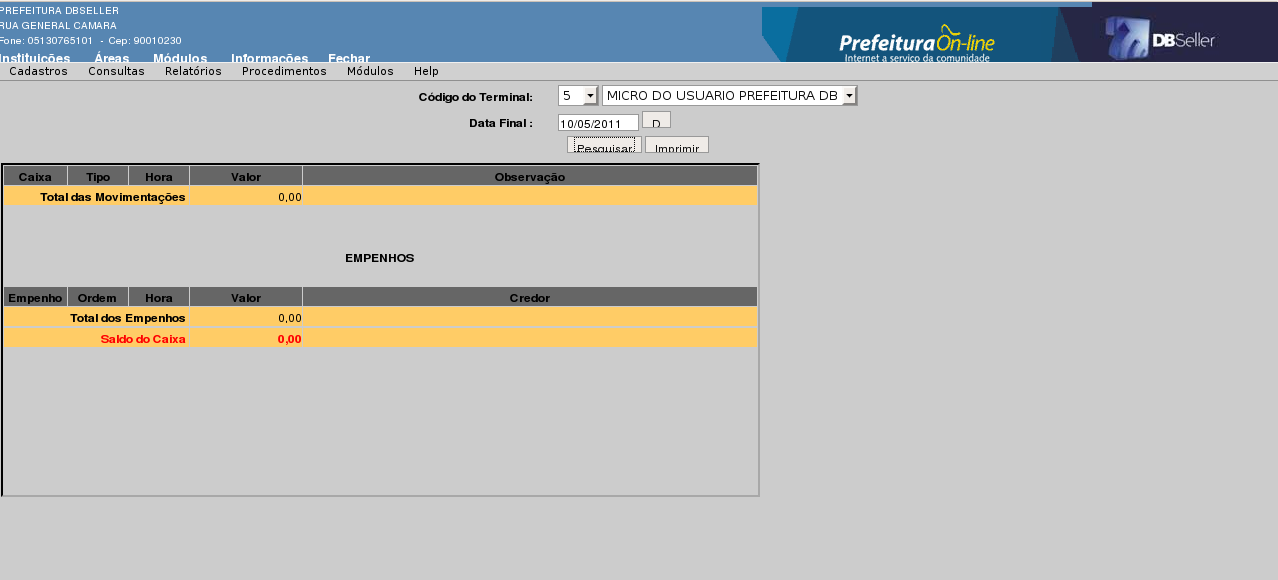 PREFEITURA DBSELLER
RUA GENERAL CAMARA
Fone: 05130765101 - Cep: 90010230
Instituições Áreas Módulos Informações Fechar
Prefeitura On-line
Internet a serviço da comunidade
DBSeller
Cadastros Consultas Relatórios Procedimentos Módulos Help
Código do Terminal: 5 MICRO DO USUARIO PREFEITURA DB
Data Final : 10/05/2011 D
Pesquisar Imprimir
Caixa Tipo Hora Valor Observação
Total das Movimentações 0,00
EMPENHOS
Empenho Ordem Hora Valor Credor
Total dos Empenhos 0,00
Saldo do Caixa 0,00